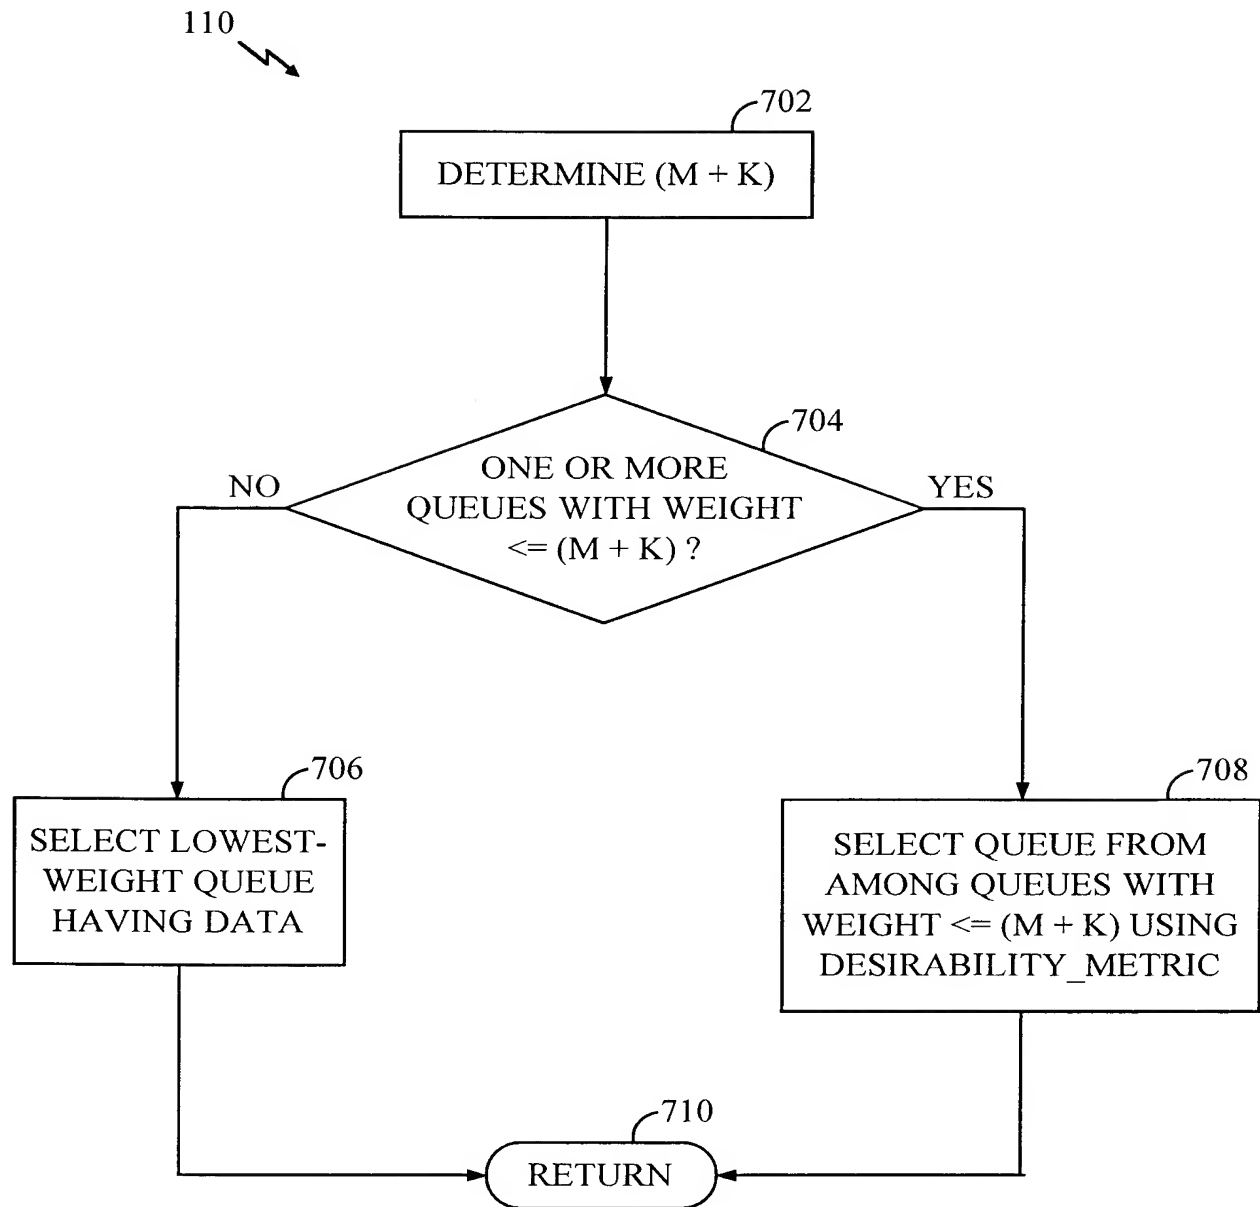 110
702
DETERMINE (M + K)
704
ONE OR MORE
QUEUES WITH WEIGHT
<= (M + K) ?
NO
YES
706
SELECT LOWEST-
WEIGHT QUEUE
HAVING DATA
708
SELECT QUEUE FROM
AMONG QUEUES WITH
WEIGHT <= (M + K) USING
DESIRABILITY_METRIC
710
RETURN